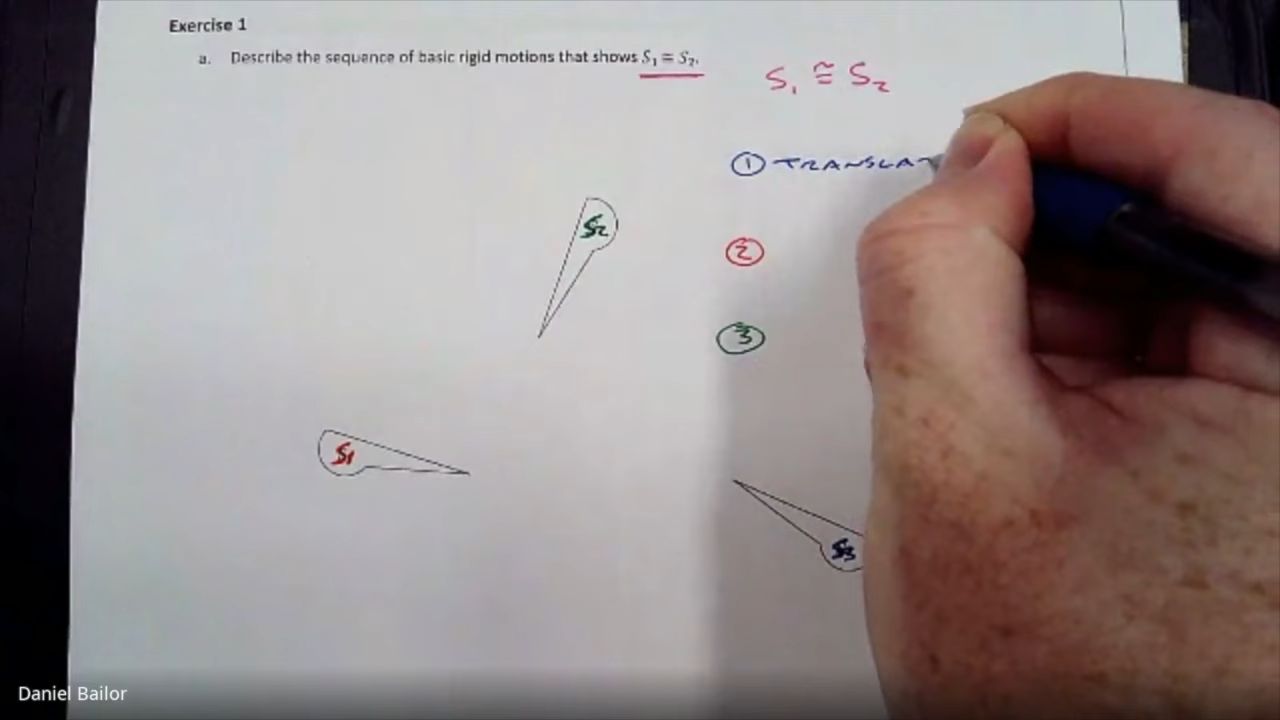 Exercise 1
a. Describe the sequence of basic rigid motions that shows S₁ ≅ S₂.
S₁ ≅ S₂
① TRANSLAT
②
③
S2
S1
S3
Daniel Bailor